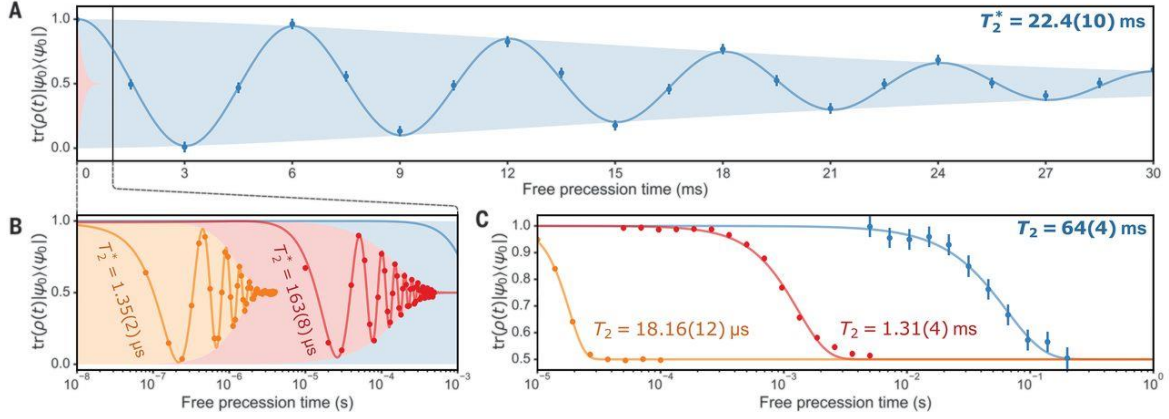 A
T₂* = 22.4(10) ms
tr(ρ(t)|ψ₀⟩⟨ψ₀|)
1.0
0.5
0.0
0 3 6 9 12 15 18 21 24 27 30
Free precession time (ms)
B
tr(ρ(t)|ψ₀⟩⟨ψ₀|)
1.0
0.5
0.0
T₂* = 1.35(2) μs
T₂* = 163(8) μs
10⁻⁸ 10⁻⁷ 10⁻⁶ 10⁻⁵ 10⁻⁴ 10⁻³
Free precession time (s)
C
T₂ = 64(4) ms
tr(ρ(t)|ψ₀⟩⟨ψ₀|)
1.0
0.9
0.8
0.7
0.6
0.5
T₂ = 18.16(12) μs
T₂ = 1.31(4) ms
10⁻⁵ 10⁻⁴ 10⁻³ 10⁻² 10⁻¹ 10⁰
Free precession time (s)